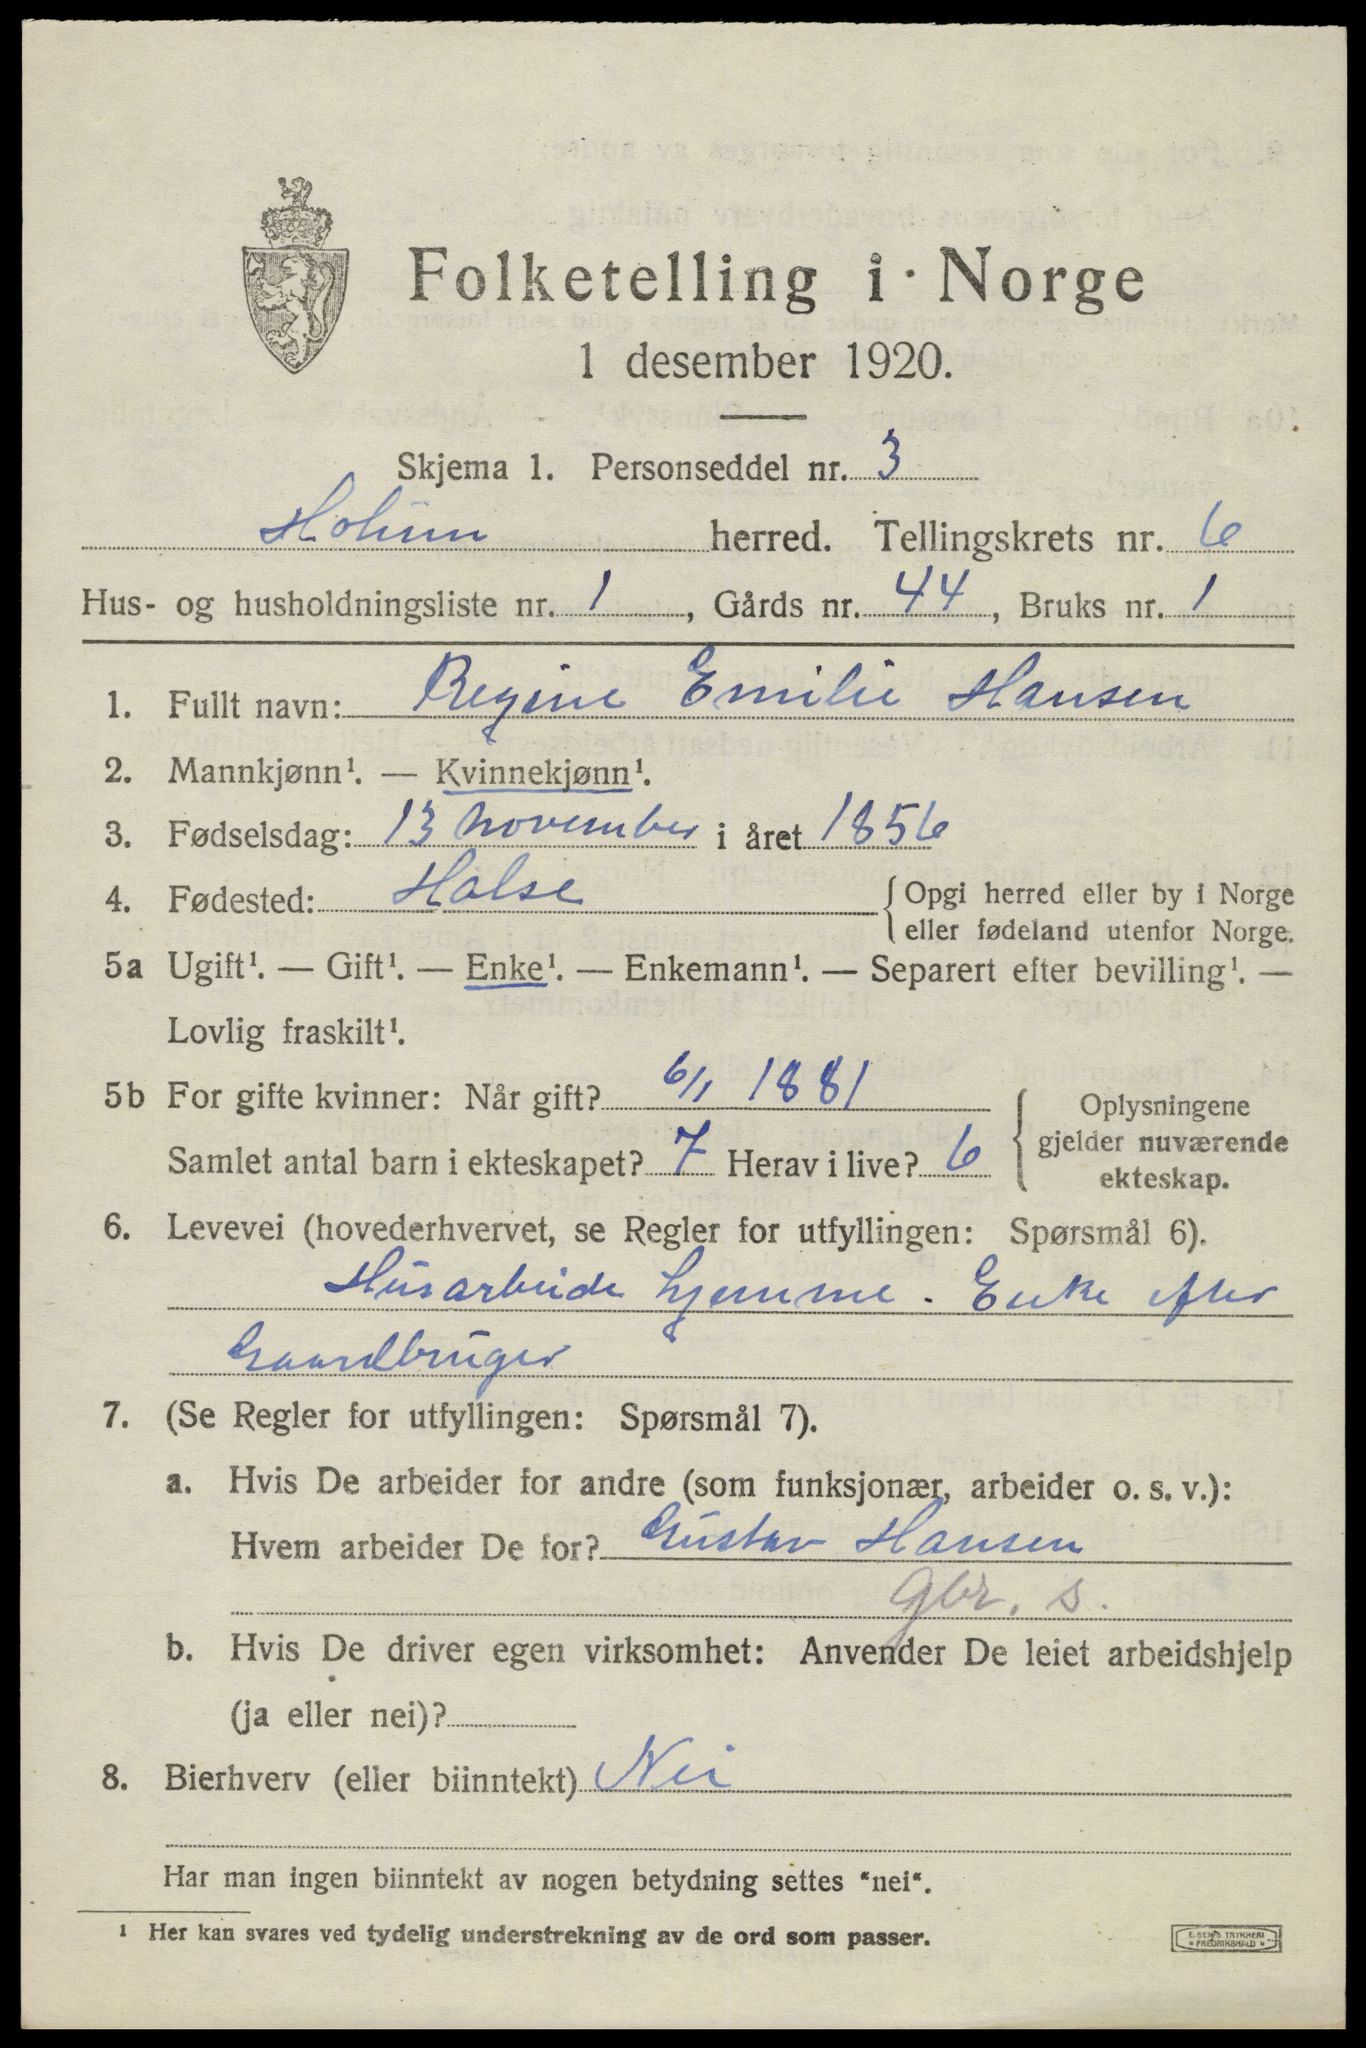 Folketelling i Norge
1 desember 1920.
Skjema 1. Personseddel nr. 3
Holum herred. Tellingskrets nr. 6
Hus- og husholdningsliste nr. 1, Gårds nr. 44, Bruks nr. 1
1. Fullt navn: Regine Emilie Hansen
2. Mannkjønn¹. — Kvinnekjønn¹.
3. Fødselsdag: 13 november i året 1856
4. Fødested: Halse { Opgi herred eller by i Norge
eller fødeland utenfor Norge.
5a Ugift¹. — Gift¹. — Enke¹. — Enkemann¹. — Separert efter bevilling¹. —
Lovlig fraskilt¹.
5b For gifte kvinner: Når gift? 6/1 1881
Samlet antal barn i ekteskapet? 7 Herav i live? 6
{ Oplysningene
gjelder nuværende
ekteskap.
6. Levevei (hovederhvervet, se Regler for utfyllingen: Spørsmål 6).
Husarbeide hjemme. Enke efter
Gaardbruger
7. (Se Regler for utfyllingen: Spørsmål 7).
a. Hvis De arbeider for andre (som funksjonær, arbeider o. s. v.):
Hvem arbeider De for? Gustav Hansen
Gbr. s.
b. Hvis De driver egen virksomhet: Anvender De leiet arbeidshjelp
(ja eller nei)?
8. Bierhverv (eller biinntekt) Nei
Har man ingen biinntekt av nogen betydning settes "nei".
¹ Her kan svares ved tydelig understrekning av de ord som passer.
E. SEMS TRYKKERI
• FREDRIKSHALD •